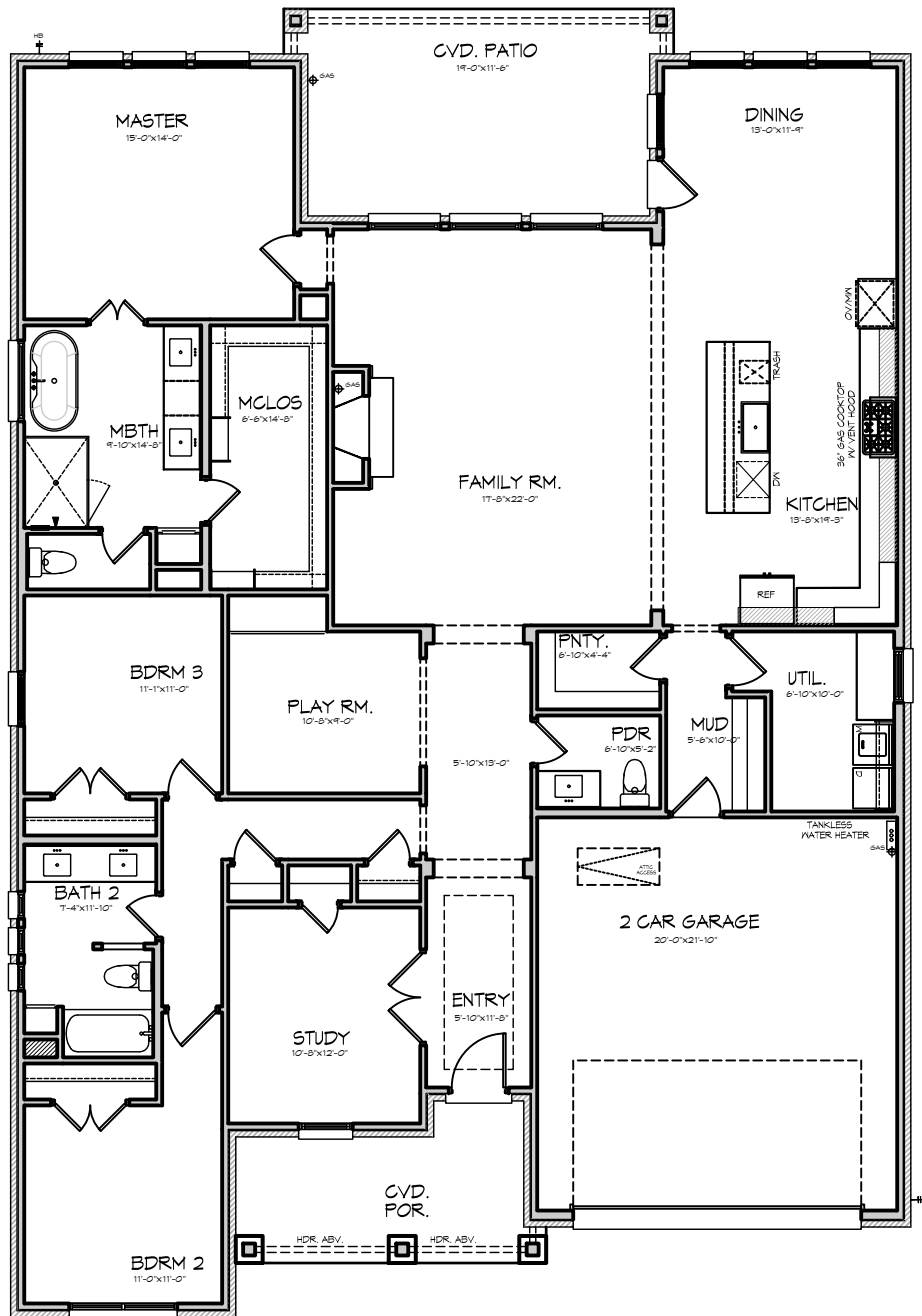 HB
CVD. PATIO
19'-0"x11'-6"
GAS
MASTER
15'-0"x14'-0"
DINING
13'-0"x11'-9"
OV/MW
TRASH
GAS
MCLOS
6'-6"x14'-8"
MBTH
9'-10"x14'-8"
36" GAS COOKTOP
W/ VENT HOOD
FAMILY RM.
17'-8"x22'-0"
DW
KITCHEN
13'-8"x19'-3"
REF
PNTY.
6'-10"x4'-4"
BDRM 3
11'-1"x11'-0"
UTIL.
6'-10"x10'-0"
PLAY RM.
10'-8"x9'-0"
MUD
5'-6"x10'-0"
PDR
6'-10"x5'-2"
W
5'-10"x13'-0"
D
TANKLESS
WATER HEATER
GAS
ATTIC
ACCESS
BATH 2
7'-4"x11'-10"
2 CAR GARAGE
20'-0"x21'-10"
ENTRY
5'-10"x11'-8"
STUDY
10'-8"x12'-0"
CVD.
POR.
HDR. ABV.
HDR. ABV.
BDRM 2
11'-0"x11'-0"